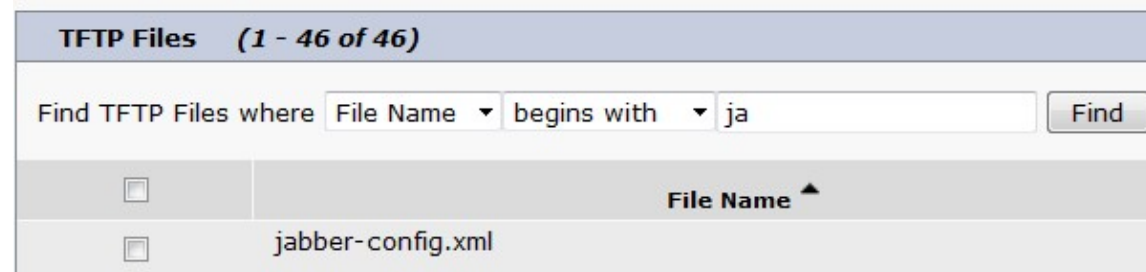 TFTP Files (1 - 46 of 46)
Find TFTP Files where File Name begins with ja Find
File Name
jabber-config.xml